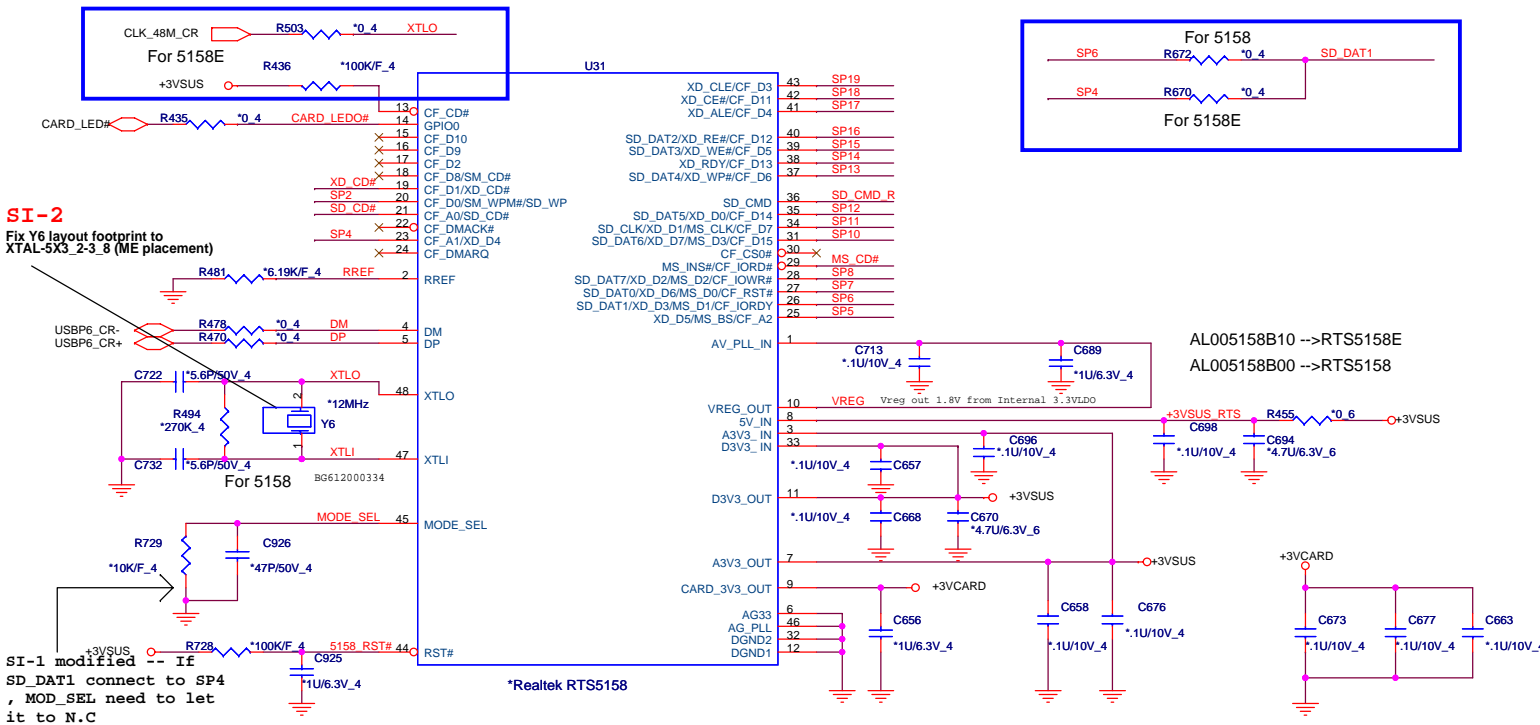 CLK_48M_CR
R503
*0_4
XTLO
For 5158E
R436
*100K/F_4
+3VSUS
For 5158
SP6
R672
*0_4
SD_DAT1
SP4
R670
*0_4
For 5158E
U31
CARD_LED#
R435
*0_4
CARD_LEDO#
13
CF_CD#
14
GPIO0
15
CF_D10
16
CF_D9
17
CF_D2
18
CF_D8/SM_CD#
XD_CD#
19
CF_D1/XD_CD#
SP2
20
CF_D0/SM_WPM#/SD_WP
SD_CD#
21
CF_A0/SD_CD#
22
CF_DMACK#
SP4
23
CF_A1/XD_D4
24
CF_DMARQ
XD_CLE/CF_D3
43
SP19
XD_CE#/CF_D11
42
SP18
XD_ALE/CF_D4
41
SP17
SD_DAT2/XD_RE#/CF_D12
40
SP16
SD_DAT3/XD_WE#/CF_D5
39
SP15
XD_RDY/CF_D13
38
SP14
SD_DAT4/XD_WP#/CF_D6
37
SP13
SD_CMD
36
SD_CMD_R
SD_DAT5/XD_D0/CF_D14
35
SP12
SD_CLK/XD_D1/MS_CLK/CF_D7
34
SP11
SD_DAT6/XD_D7/MS_D3/CF_D15
31
SP10
CF_CS0#
30
MS_INS#/CF_IORD#
29
MS_CD#
SD_DAT7/XD_D2/MS_D2/CF_IOWR#
28
SP8
SD_DAT0/XD_D6/MS_D0/CF_RST#
27
SP7
SD_DAT1/XD_D3/MS_D1/CF_IORDY
26
SP6
XD_D5/MS_BS/CF_A2
25
SP5
SI-2
Fix Y6 layout footprint to
XTAL-5X3_2-3_8 (ME placement)
R481
*6.19K/F_4
RREF
2
RREF
USBP6_CR-
R478
*0_4
DM
4
DM
USBP6_CR+
R470
*0_4
DP
5
DP
C722
*5.6P/50V_4
XTLO
48
XTLO
R494
*270K_4
2
*12MHz
Y6
1
C732
*5.6P/50V_4
XTLI
47
XTLI
For 5158
BG612000334
MODE_SEL
45
MODE_SEL
R729
*10K/F_4
C926
*47P/50V_4
+3VSUS
R728
*100K/F_4
5158_RST#
44
RST#
C925
*1U/6.3V_4
SI-1 modified -- If
SD_DAT1 connect to SP4
, MOD_SEL need to let
it to N.C
*Realtek RTS5158
AV_PLL_IN
1
C713
*.1U/10V_4
C689
*1U/6.3V_4
AL005158B10 -->RTS5158E
AL005158B00 -->RTS5158
VREG_OUT
10
VREG
Vreg out 1.8V from Internal 3.3VLDO
5V_IN
8
+3VSUS_RTS
R455
*0_6
+3VSUS
A3V3_IN
3
D3V3_IN
33
C696
*.1U/10V_4
C698
*.1U/10V_4
C694
*4.7U/6.3V_6
*.1U/10V_4
C657
D3V3_OUT
11
+3VSUS
*.1U/10V_4
C668
C670
*4.7U/6.3V_6
A3V3_OUT
7
+3VSUS
CARD_3V3_OUT
9
+3VCARD
C656
*1U/6.3V_4
C658
*.1U/10V_4
C676
*.1U/10V_4
AG33
6
AG_PLL
46
DGND2
32
DGND1
12
+3VCARD
C673
*.1U/10V_4
C677
*.1U/10V_4
C663
*.1U/10V_4